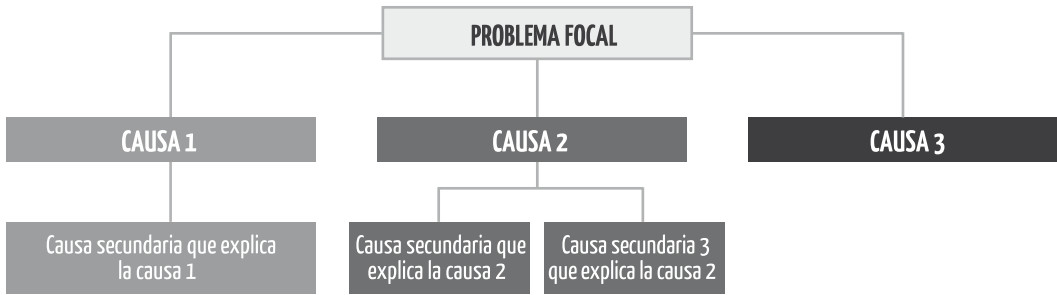 PROBLEMA FOCAL
CAUSA 1
CAUSA 2
CAUSA 3
Causa secundaria que explica
la causa 1
Causa secundaria que
explica la causa 2
Causa secundaria 3
que explica la causa 2